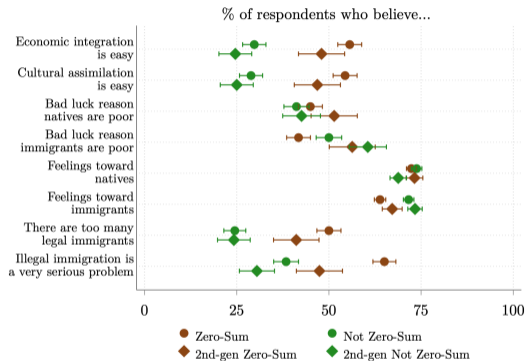 % of respondents who believe...
Economic integration
is easy
Cultural assimilation
is easy
Bad luck reason
natives are poor
Bad luck reason
immigrants are poor
Feelings toward
natives
Feelings toward
immigrants
There are too many
legal immigrants
Illegal immigration is
a very serious problem
0 25 50 75 100
Zero-Sum Not Zero-Sum
2nd-gen Zero-Sum 2nd-gen Not Zero-Sum